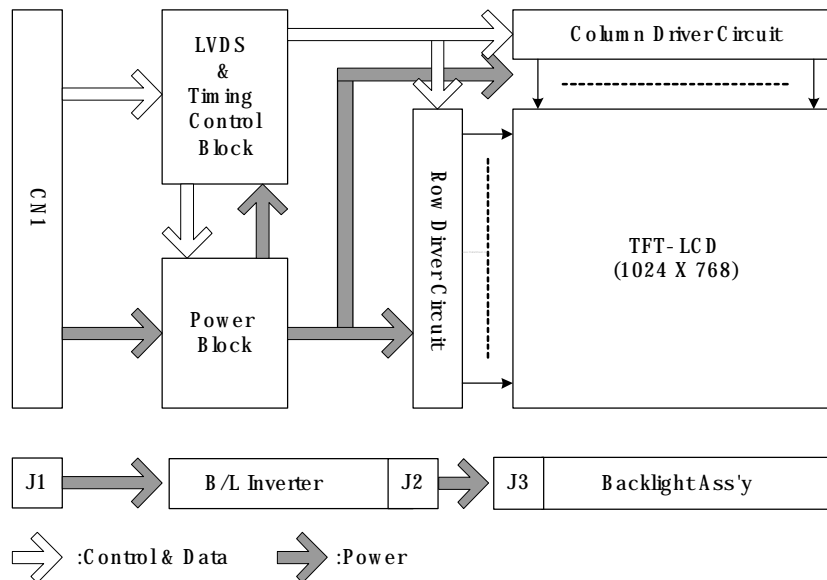 CN1
LVDS
&
Timing
Control
Block
Power
Block
Column Driver Circuit
Row Dirver Circuit
TFT-LCD
(1024 X 768)
J1
B/L Inverter
J2
J3
Backlight Ass'y
:Control & Data
:Power